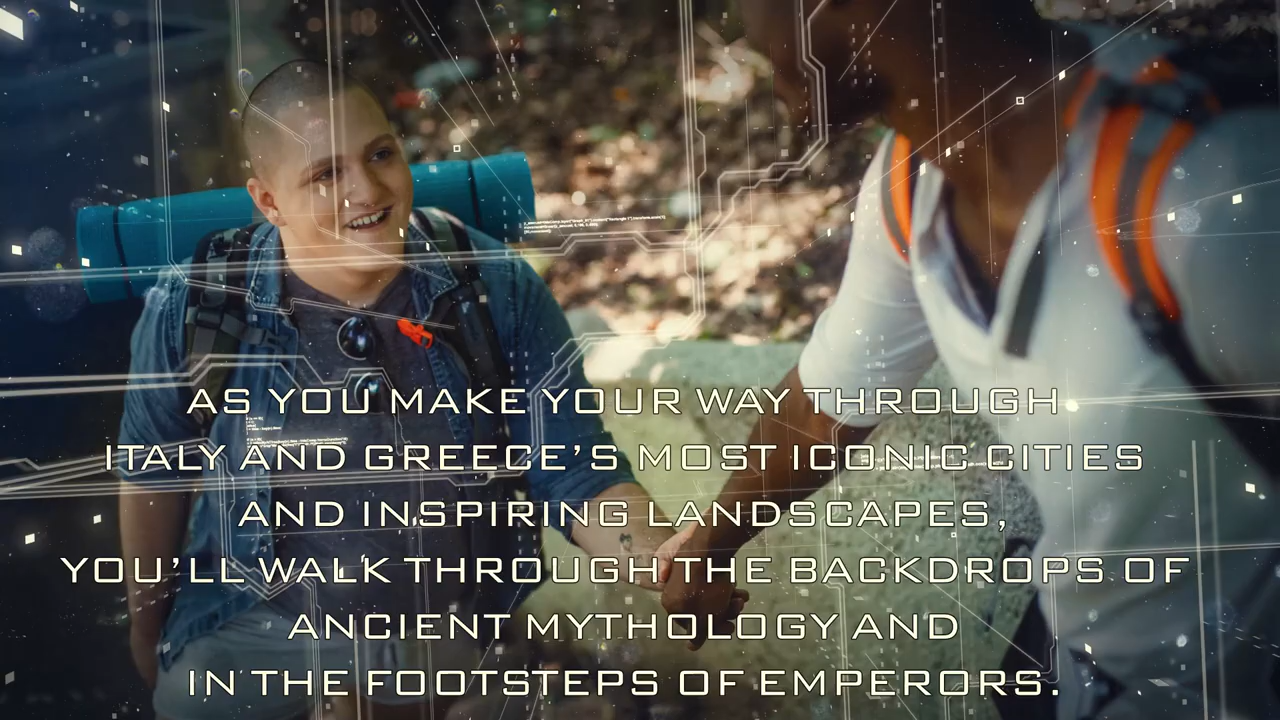 AS YOU MAKE YOUR WAY THROUGH
ITALY AND GREECE'S MOST ICONIC CITIES
AND INSPIRING LANDSCAPES,
YOU'LL WALK THROUGH THE BACKDROPS OF
ANCIENT MYTHOLOGY AND
IN THE FOOTSTEPS OF EMPERORS.